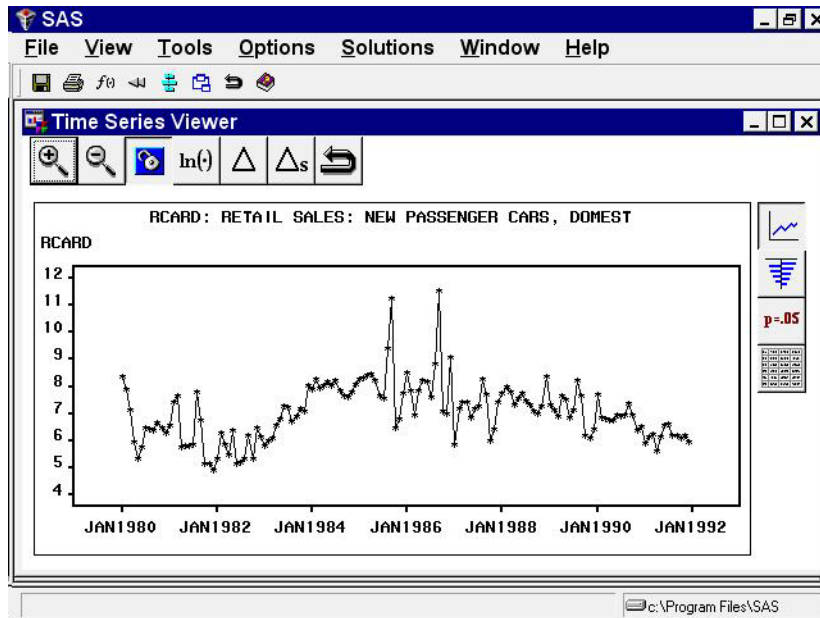 SAS
File View Tools Options Solutions Window Help
f(·)
Time Series Viewer
ln(·) Δ Δs
RCARD: RETAIL SALES: NEW PASSENGER CARS, DOMEST
RCARD
p=.05
12
11
10
9
8
7
6
5
4
JAN1980 JAN1982 JAN1984 JAN1986 JAN1988 JAN1990 JAN1992
c:\Program Files\SAS